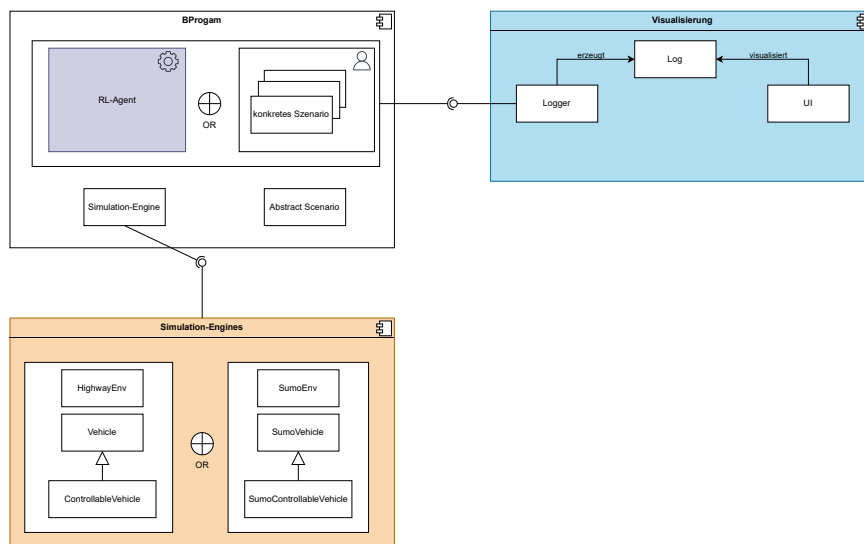 BProgam
RL-Agent
OR
konkretes Szenario
Simulation-Engine
Abstract Scenario
Visualisierung
erzeugt
Log
visualisiert
Logger
UI
Simulation-Engines
HighwayEnv
Vehicle
ControllableVehicle
OR
SumoEnv
SumoVehicle
SumoControllableVehicle